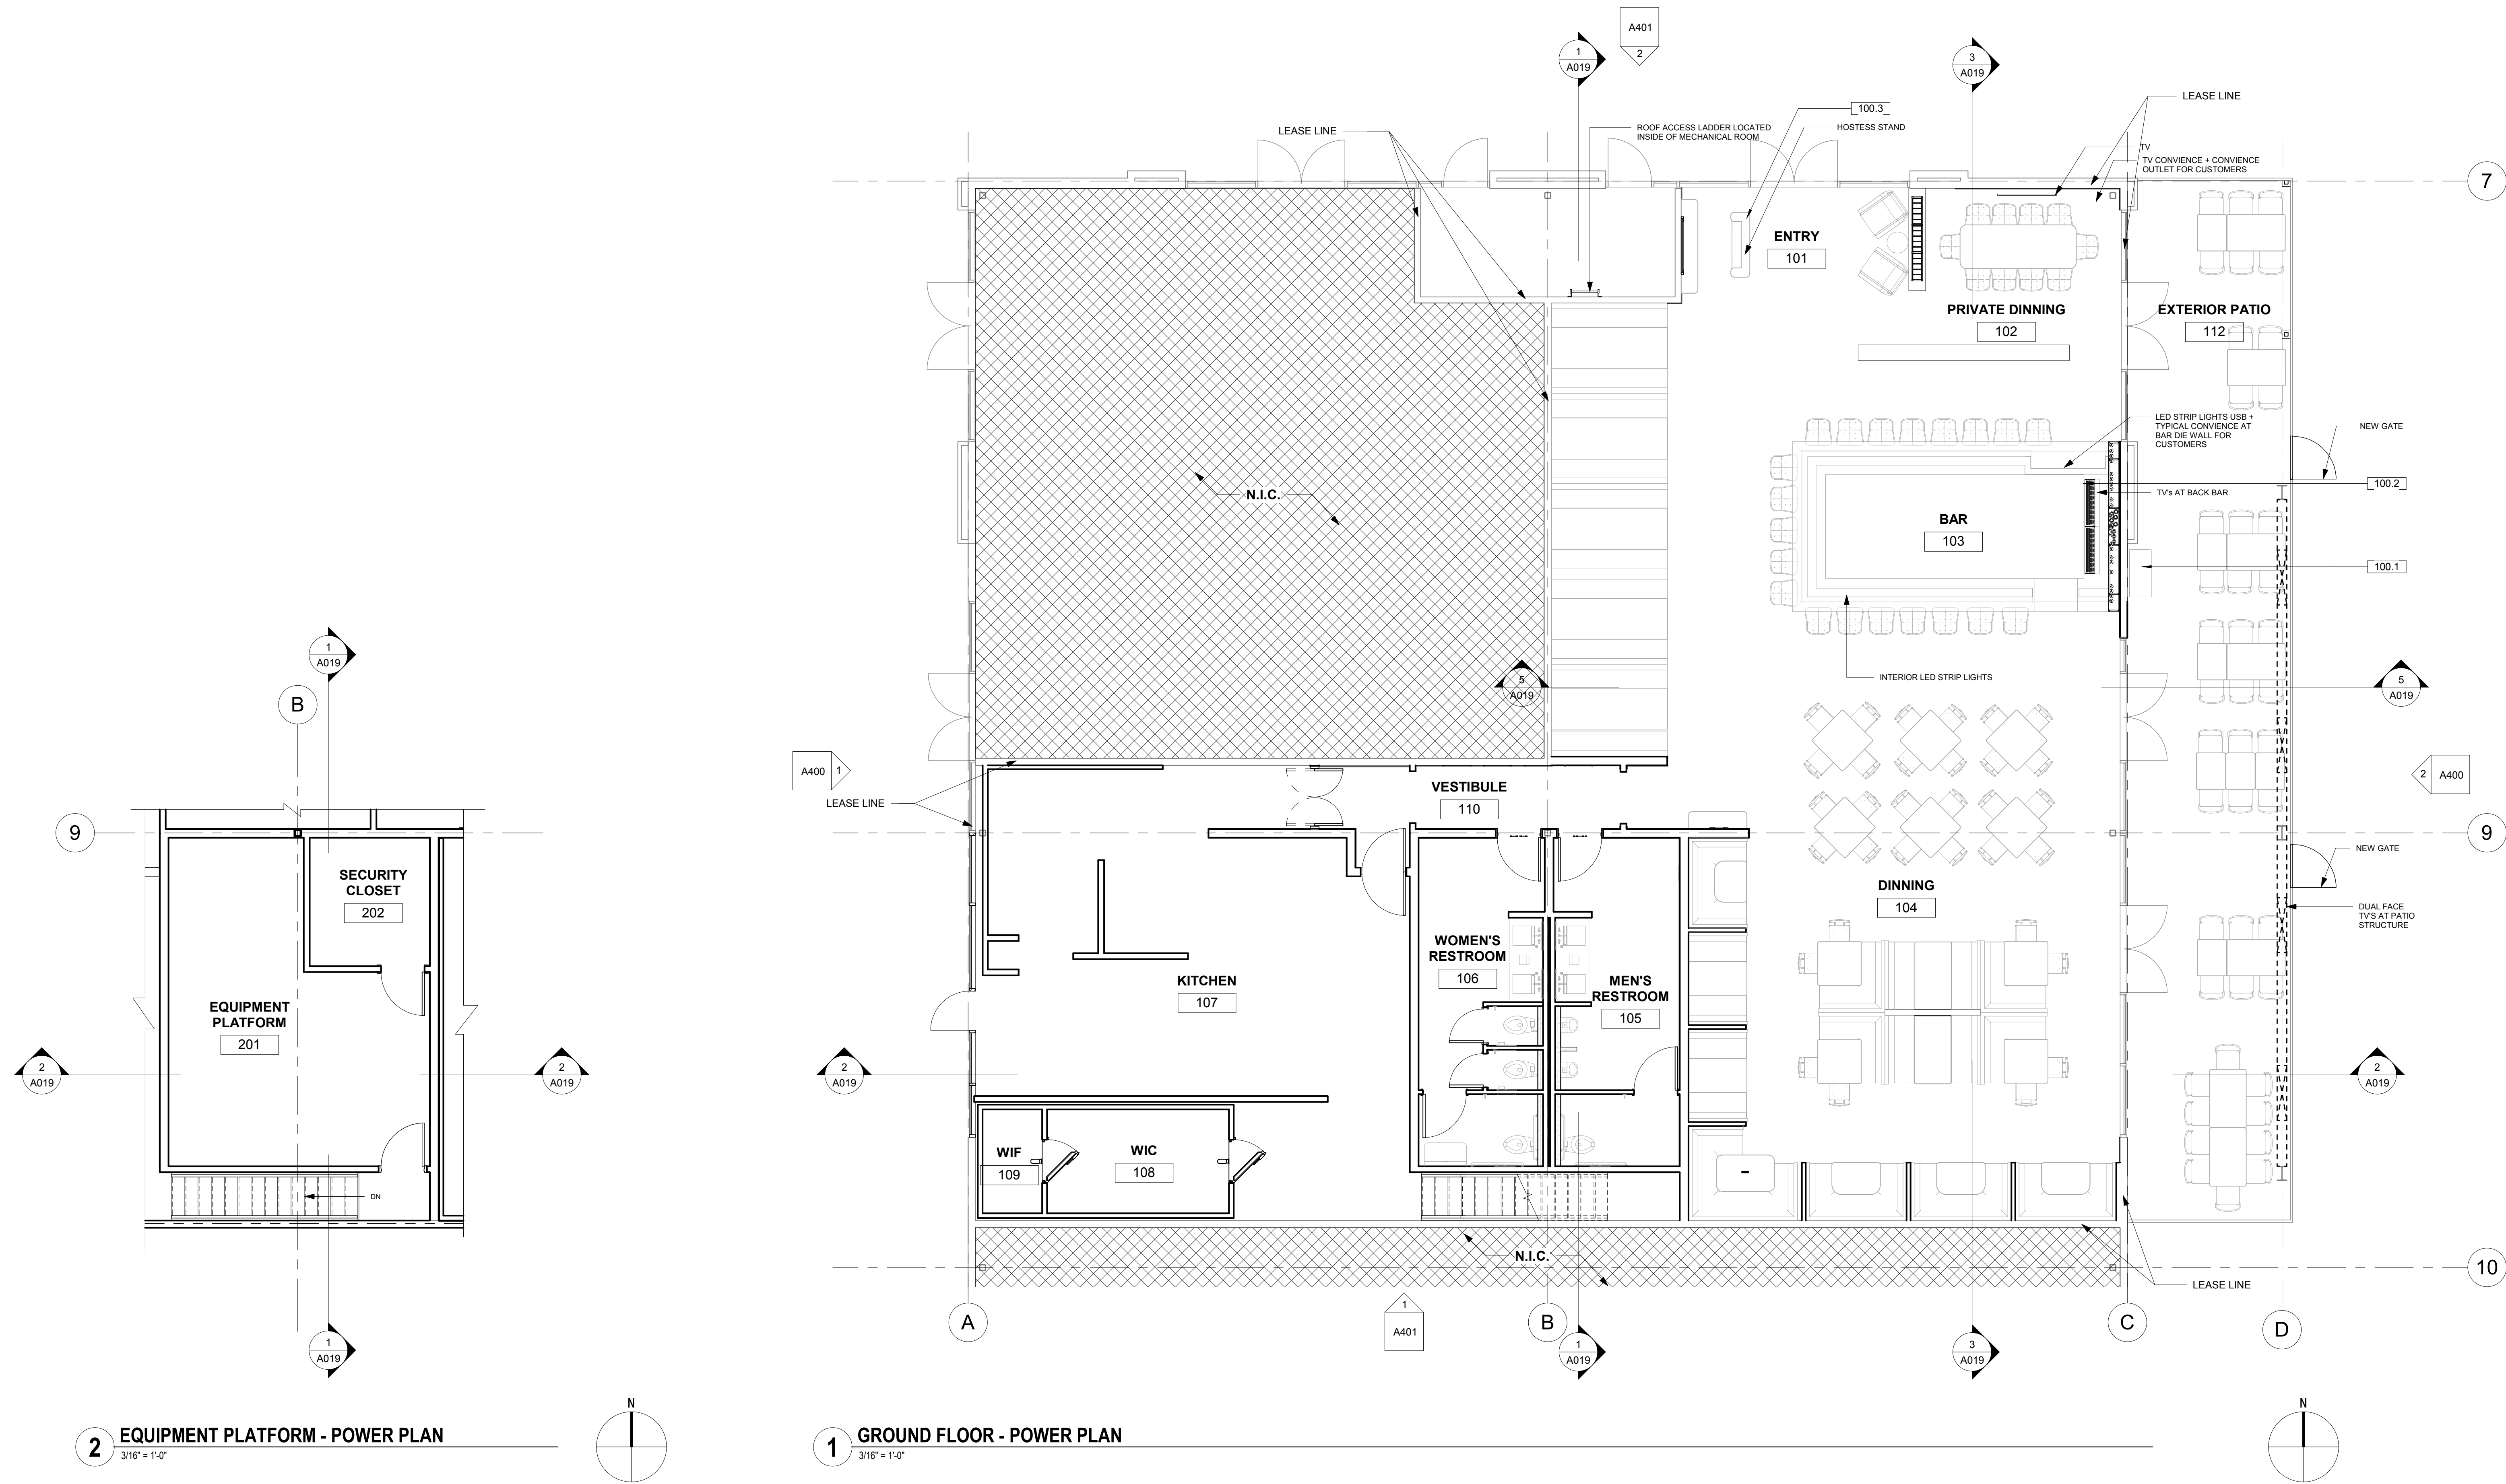 A401
2
1
A019
3
A019
100.3
LEASE LINE
LEASE LINE
ROOF ACCESS LADDER LOCATED
INSIDE OF MECHANICAL ROOM
HOSTESS STAND
TV
TV CONVIENCE + CONVIENCE
OUTLET FOR CUSTOMERS
7
ENTRY
101
PRIVATE DINNING
102
EXTERIOR PATIO
112
LED STRIP LIGHTS USB +
TYPICAL CONVIENCE AT
BAR DIE WALL FOR
CUSTOMERS
NEW GATE
100.2
TV's AT BACK BAR
N.I.C.
BAR
103
100.1
INTERIOR LED STRIP LIGHTS
5
A019
5
A019
A400
1
2
A400
LEASE LINE
VESTIBULE
110
9
NEW GATE
DINNING
104
DUAL FACE
TV'S AT PATIO
STRUCTURE
WOMEN'S
RESTROOM
106
MEN'S
RESTROOM
105
KITCHEN
107
2
A019
2
A019
WIF
109
WIC
108
N.I.C.
10
LEASE LINE
1
A401
A
B
C
D
1
A019
3
A019
1
A019
B
9
SECURITY
CLOSET
202
EQUIPMENT
PLATFORM
201
2
A019
2
A019
DN
1
A019
N
2
EQUIPMENT PLATFORM - POWER PLAN
3/16" = 1'-0"
N
1
GROUND FLOOR - POWER PLAN
3/16" = 1'-0"